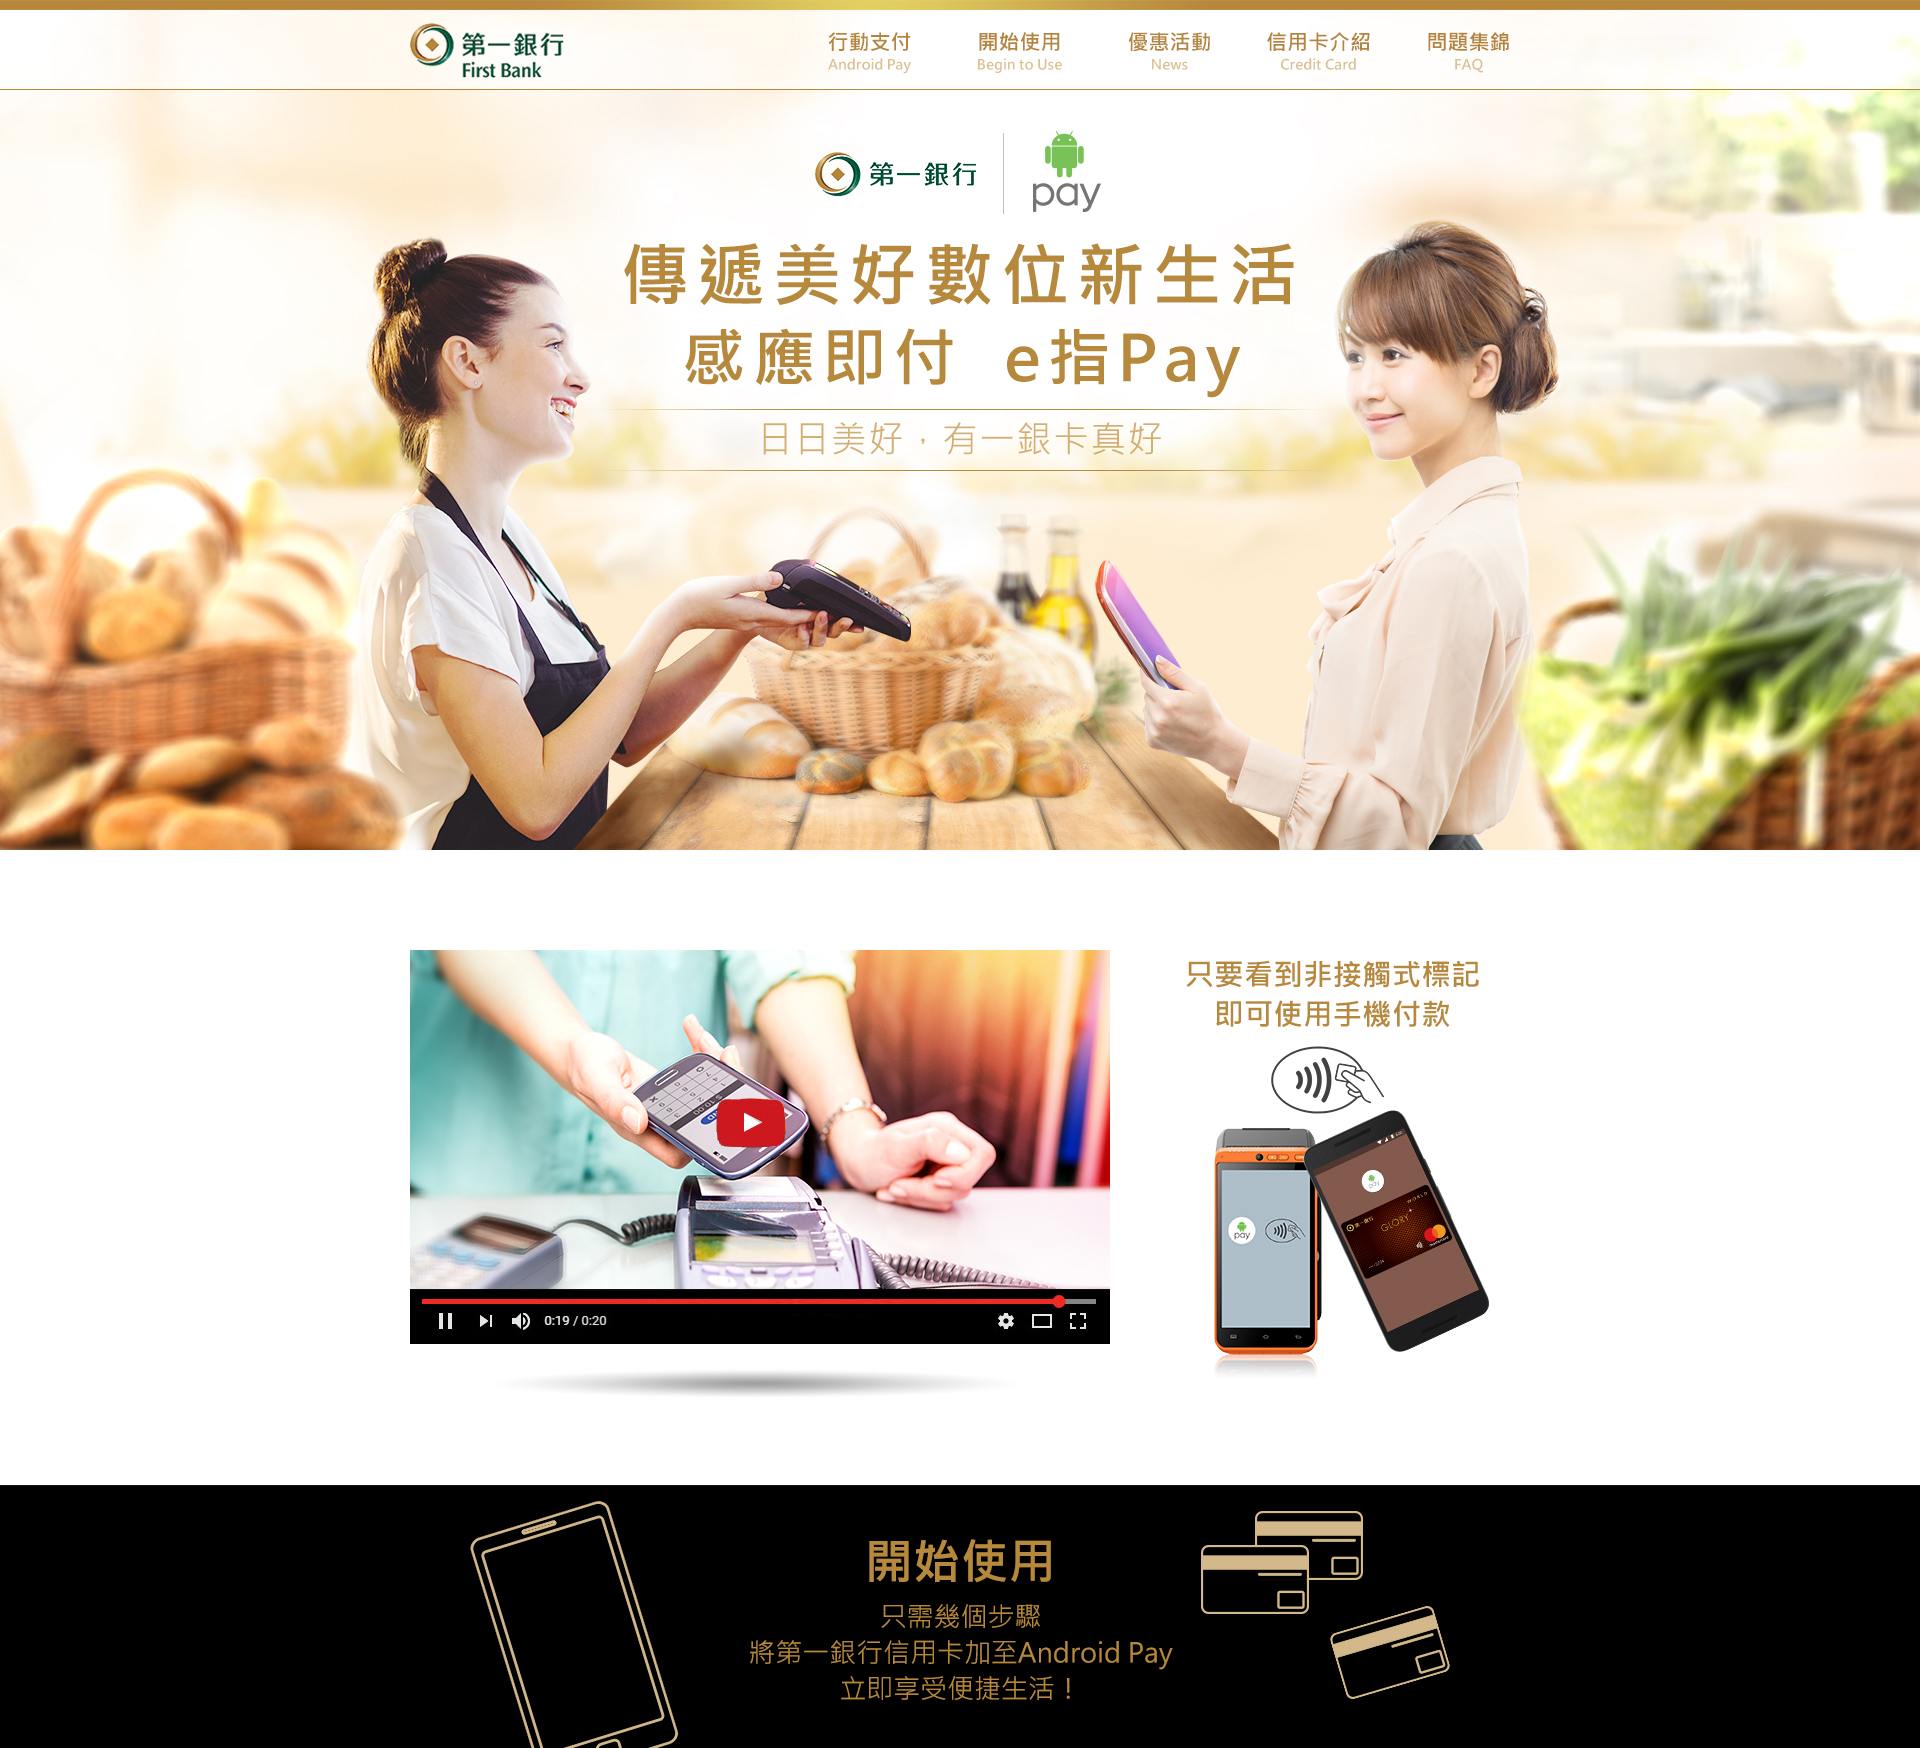 第一銀行
First Bank
行動支付
Android Pay
開始使用
Begin to Use
優惠活動
News
信用卡介紹
Credit Card
問題集錦
FAQ
第一銀行
pay
傳遞美好數位新生活
感應即付 e指Pay
日日美好，有一銀卡真好
0:19 / 0:20
只要看到非接觸式標記
即可使用手機付款
pay
pay
WORLD
第一銀行
GLORY
開始使用
只需幾個步驟
將第一銀行信用卡加至Android Pay
立即享受便捷生活！